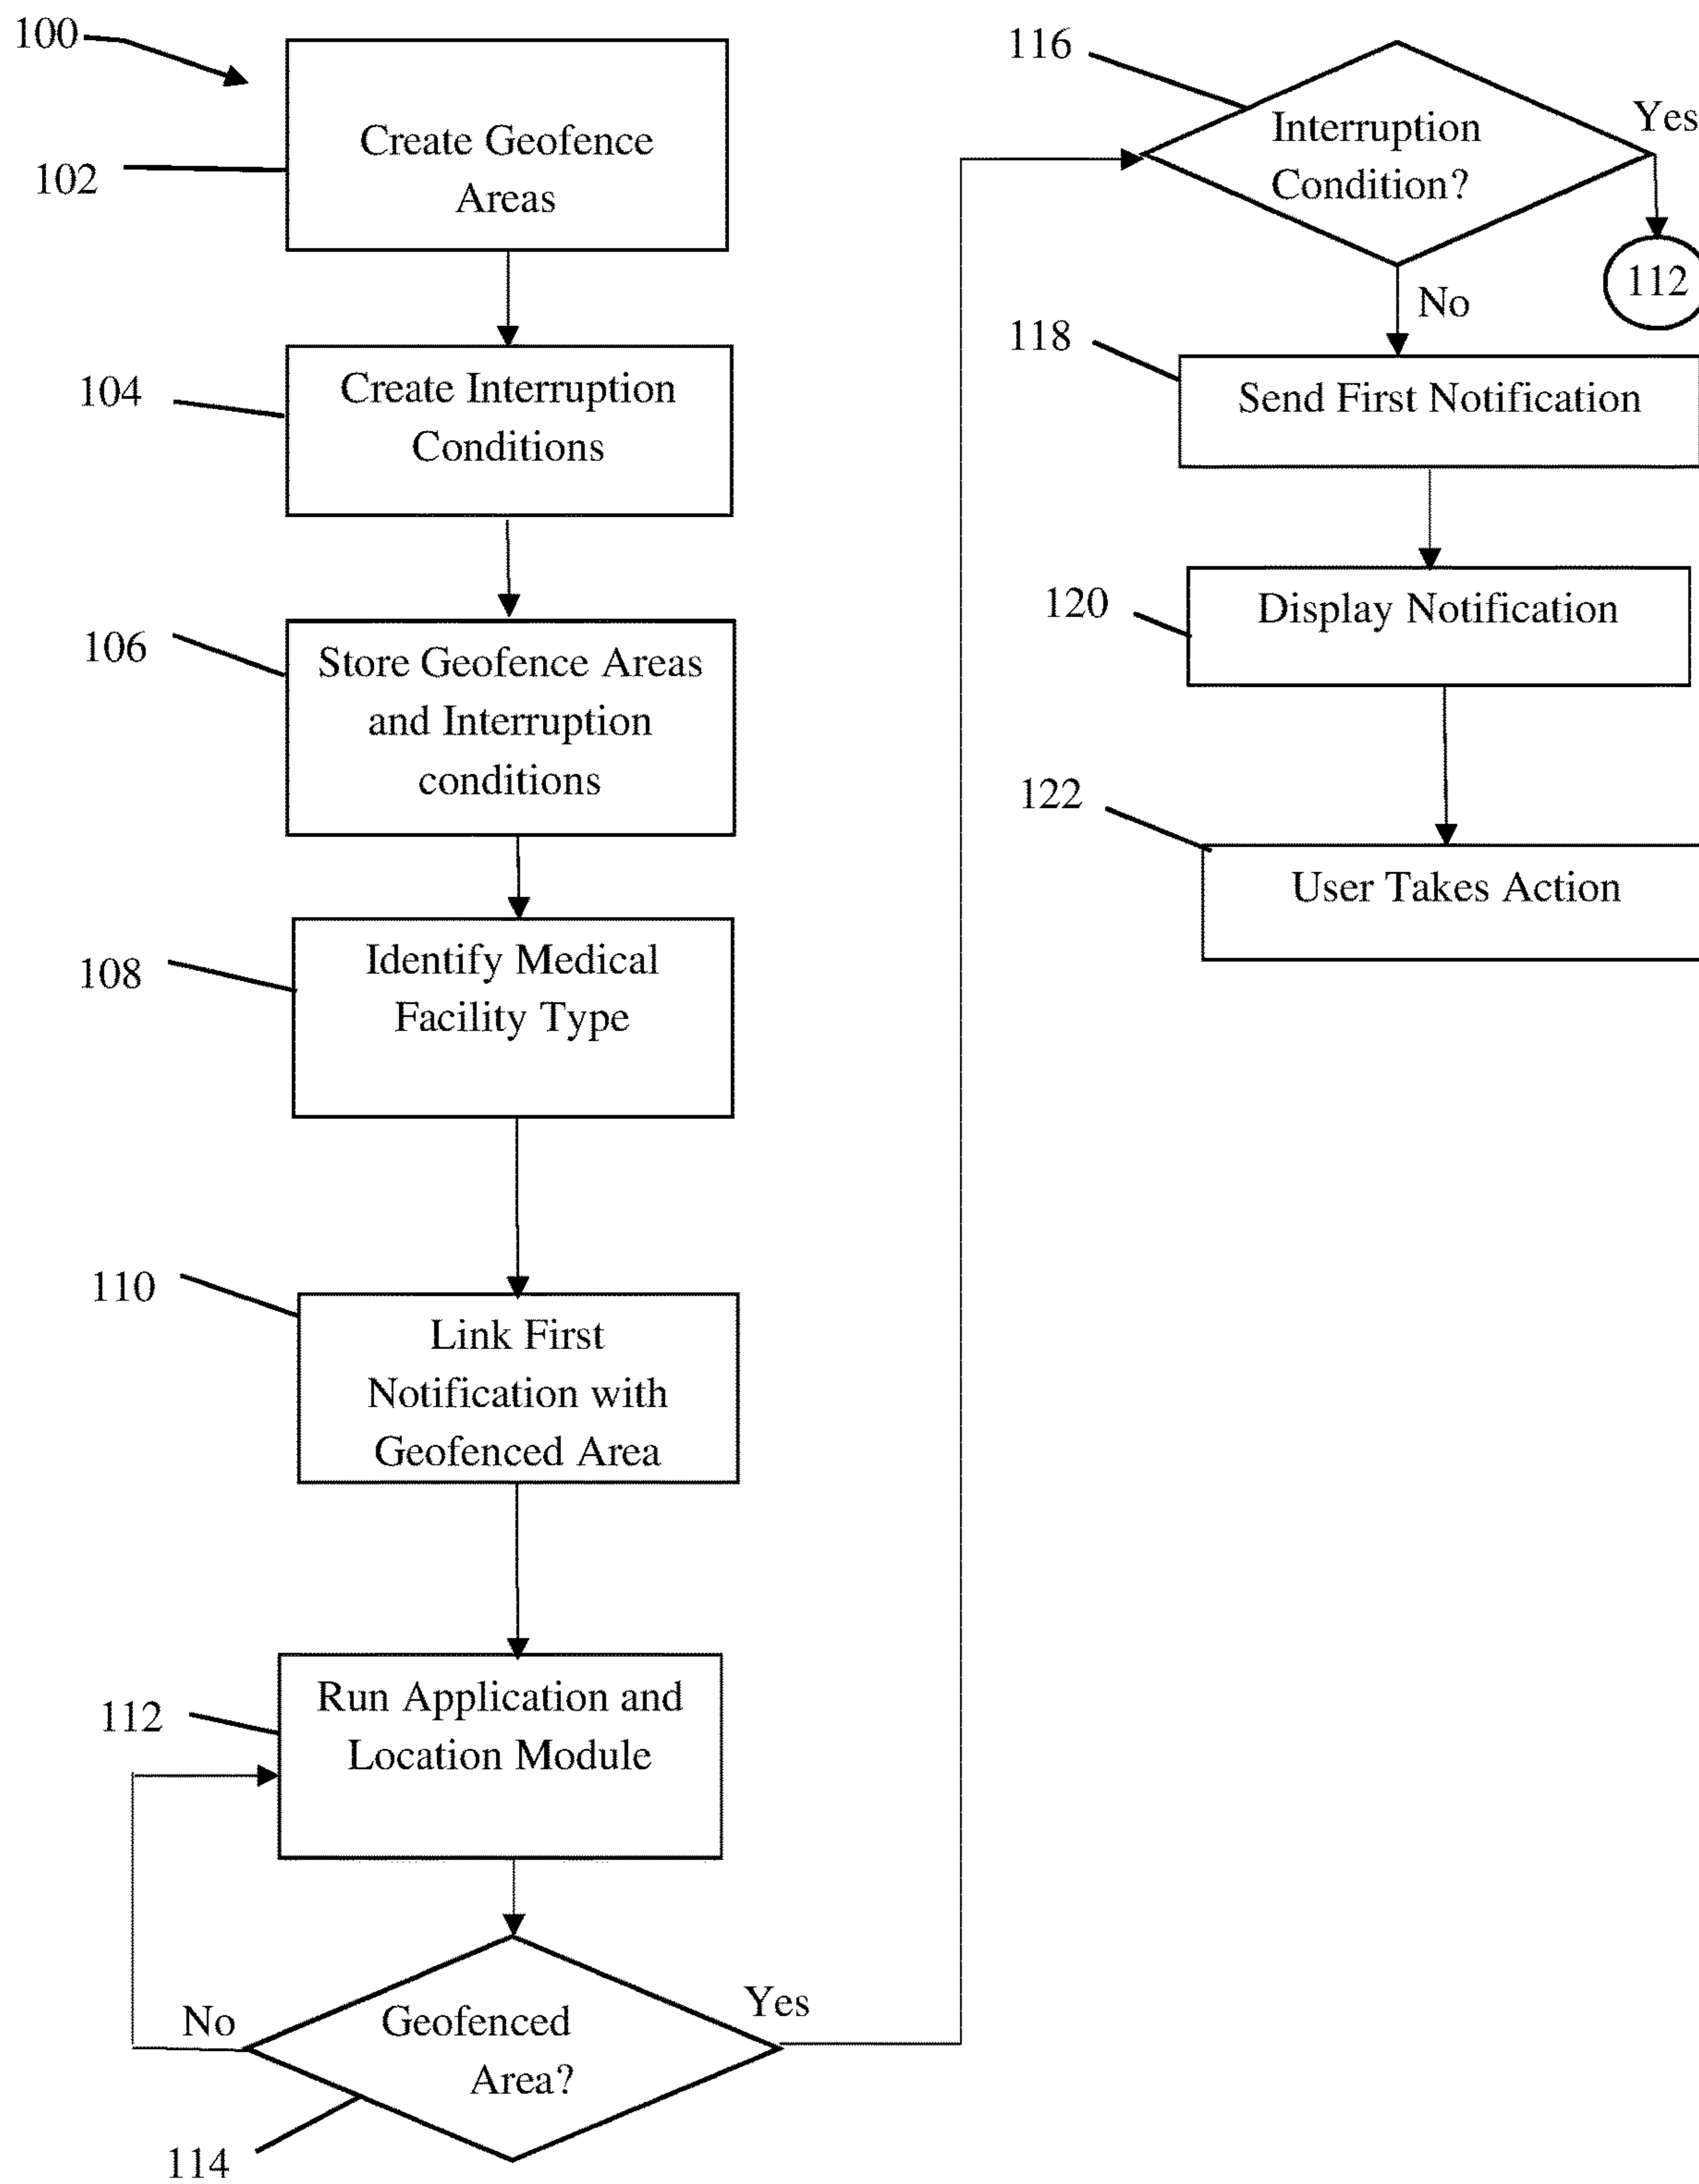 100
102
Create Geofence
Areas
104
Create Interruption
Conditions
106
Store Geofence Areas
and Interruption
conditions
108
Identify Medical
Facility Type
110
Link First
Notification with
Geofenced Area
112
Run Application and
Location Module
No
Geofenced
Area?
Yes
114
116
Interruption
Condition?
Yes
112
No
118
Send First Notification
120
Display Notification
122
User Takes Action